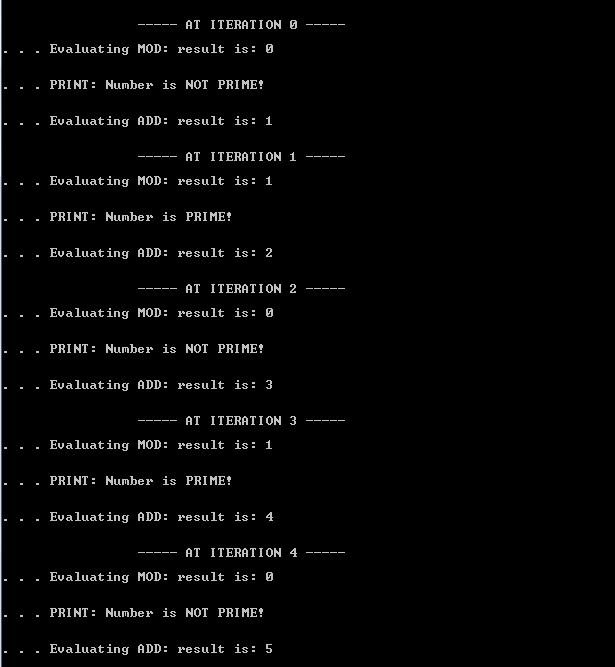 ----- AT ITERATION 0 -----
. . . Evaluating MOD: result is: 0
. . . PRINT: Number is NOT PRIME!
. . . Evaluating ADD: result is: 1
----- AT ITERATION 1 -----
. . . Evaluating MOD: result is: 1
. . . PRINT: Number is PRIME!
. . . Evaluating ADD: result is: 2
----- AT ITERATION 2 -----
. . . Evaluating MOD: result is: 0
. . . PRINT: Number is NOT PRIME!
. . . Evaluating ADD: result is: 3
----- AT ITERATION 3 -----
. . . Evaluating MOD: result is: 1
. . . PRINT: Number is PRIME!
. . . Evaluating ADD: result is: 4
----- AT ITERATION 4 -----
. . . Evaluating MOD: result is: 0
. . . PRINT: Number is NOT PRIME!
. . . Evaluating ADD: result is: 5